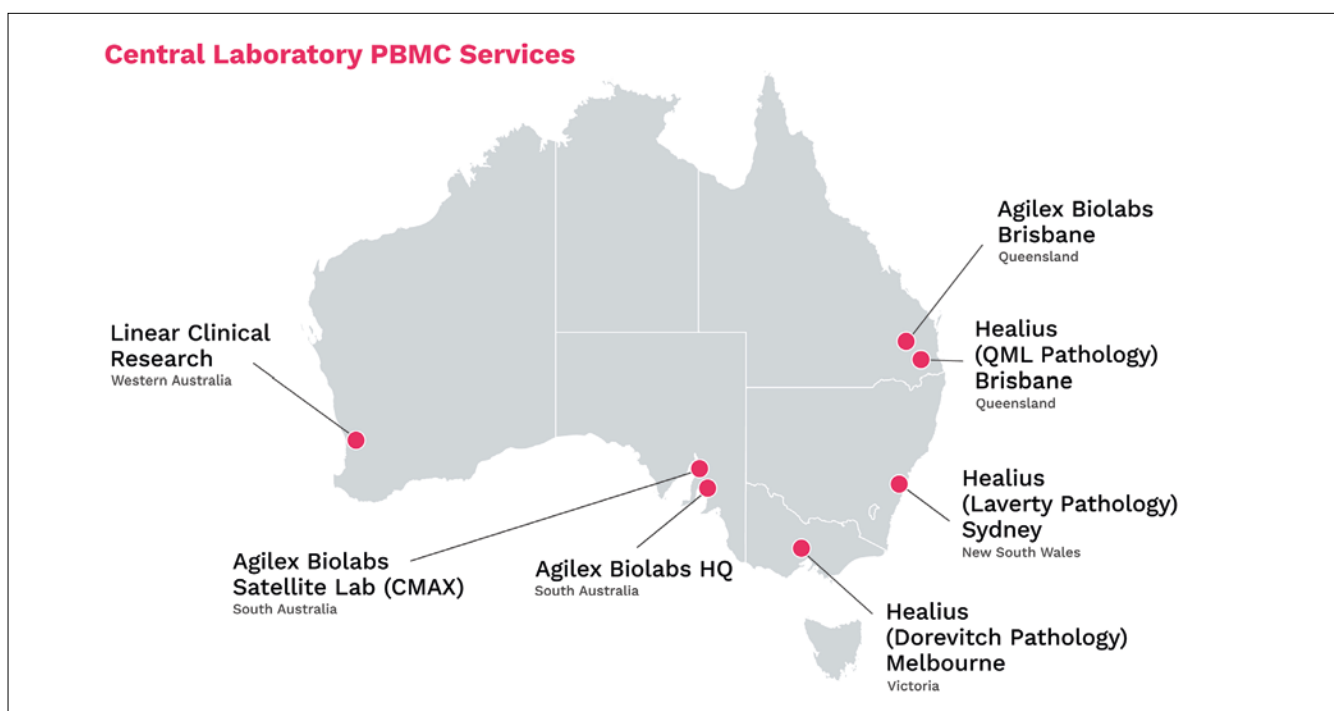 Central Laboratory PBMC Services
Agilex Biolabs
Brisbane
Queensland
Healius
(QML Pathology)
Brisbane
Queensland
Linear Clinical
Research
Western Australia
Healius
(Laverty Pathology)
Sydney
New South Wales
Agilex Biolabs
Satellite Lab (CMAX)
South Australia
Agilex Biolabs HQ
South Australia
Healius
(Dorevitch Pathology)
Melbourne
Victoria